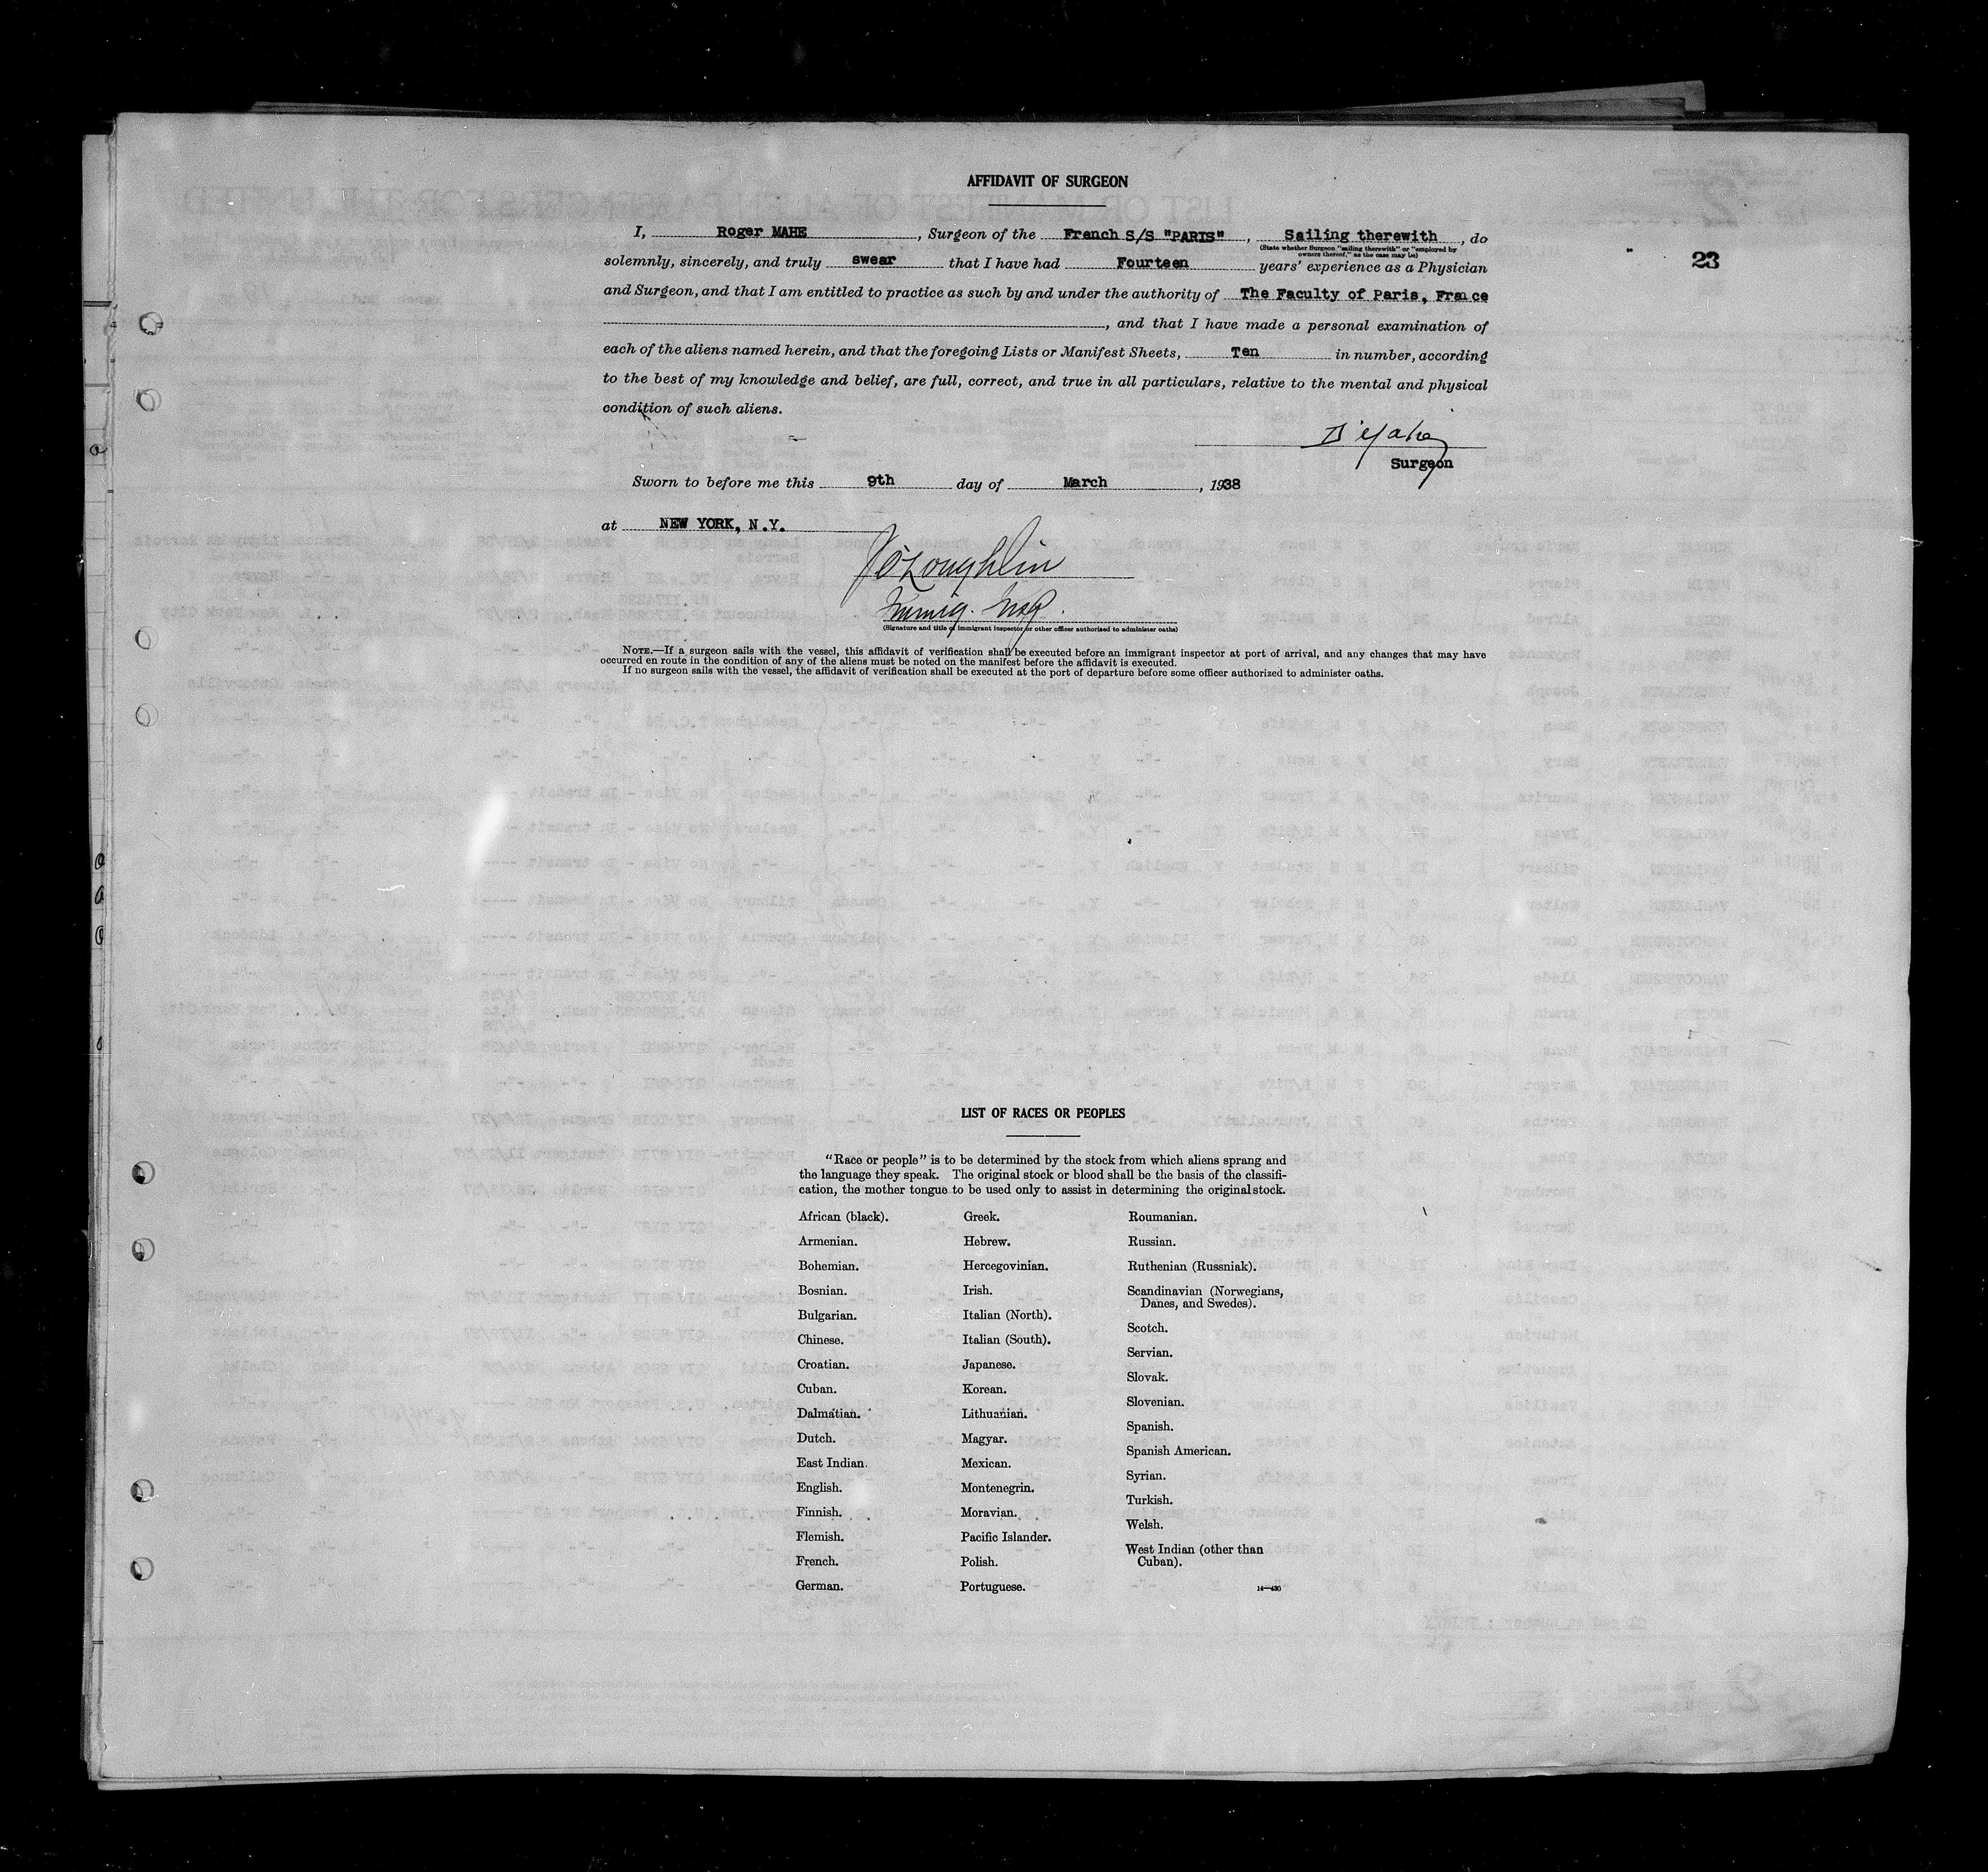 AFFIDAVIT OF SURGEON
I, Roger MAHE, Surgeon of the French S/S "PARIS", Sailing therewith, do
(State whether Surgeon "sailing therewith" or "employed by
owners thereof," as the case may be)
23
solemnly, sincerely, and truly swear that I have had Fourteen years' experience as a Physician
and Surgeon, and that I am entitled to practice as such by and under the authority of The Faculty of Paris, France
, and that I have made a personal examination of
each of the aliens named herein, and that the foregoing Lists or Manifest Sheets, Ten in number, according
to the best of my knowledge and belief, are full, correct, and true in all particulars, relative to the mental and physical
condition of such aliens.
Surgeon
Sworn to before me this 9th day of March, 1938
at NEW YORK, N.Y.
O'Loughlin
Immig. Insp.
(Signature and title of immigrant inspector or other officer authorized to administer oaths)
NOTE.—If a surgeon sails with the vessel, this affidavit of verification shall be executed before an immigrant inspector at port of arrival, and any changes that may have
occurred en route in the condition of any of the aliens must be noted on the manifest before the affidavit is executed.
If no surgeon sails with the vessel, the affidavit of verification shall be executed at the port of departure before some officer authorized to administer oaths.
LIST OF RACES OR PEOPLES
"Race or people" is to be determined by the stock from which aliens sprang and
the language they speak. The original stock or blood shall be the basis of the classifi-
cation, the mother tongue to be used only to assist in determining the original stock.
African (black).
Armenian.
Bohemian.
Bosnian.
Bulgarian.
Chinese.
Croatian.
Cuban.
Dalmatian.
Dutch.
East Indian.
English.
Finnish.
Flemish.
French.
German.
Greek.
Hebrew.
Hercegovinian.
Irish.
Italian (North).
Italian (South).
Japanese.
Korean.
Lithuanian.
Magyar.
Mexican.
Montenegrin.
Moravian.
Pacific Islander.
Polish.
Portuguese.
Roumanian.
Russian.
Ruthenian (Russniak).
Scandinavian (Norwegians,
Danes, and Swedes).
Scotch.
Servian.
Slovak.
Slovenian.
Spanish.
Spanish American.
Syrian.
Turkish.
Welsh.
West Indian (other than
Cuban).
14—430